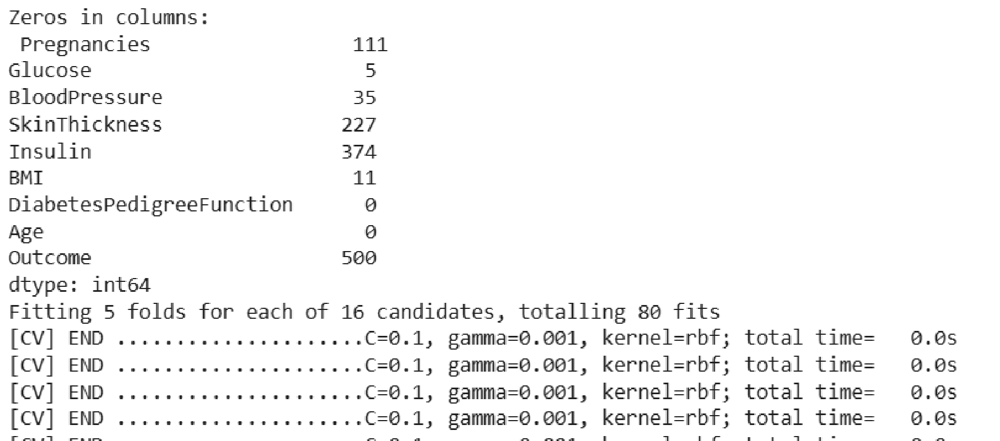 Zeros in columns:
 Pregnancies                 111
Glucose                       5
BloodPressure                35
SkinThickness               227
Insulin                     374
BMI                          11
DiabetesPedigreeFunction      0
Age                           0
Outcome                     500
dtype: int64
Fitting 5 folds for each of 16 candidates, totalling 80 fits
[CV] END .....................C=0.1, gamma=0.001, kernel=rbf; total time=   0.0s
[CV] END .....................C=0.1, gamma=0.001, kernel=rbf; total time=   0.0s
[CV] END .....................C=0.1, gamma=0.001, kernel=rbf; total time=   0.0s
[CV] END .....................C=0.1, gamma=0.001, kernel=rbf; total time=   0.0s